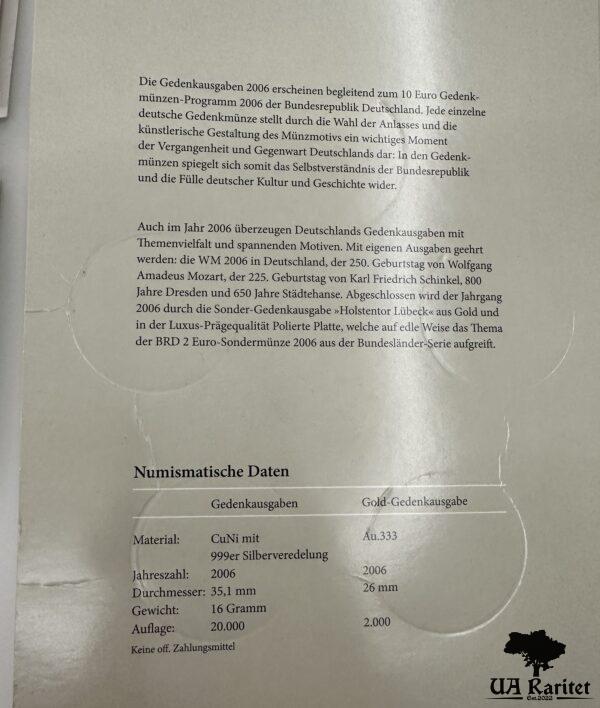 Die Gedenkausgaben 2006 erscheinen begleitend zum 10 Euro Gedenk-
münzen-Programm 2006 der Bundesrepublik Deutschland. Jede einzelne
deutsche Gedenkmünze stellt durch die Wahl der Anlasses und die
künstlerische Gestaltung des Münzmotivs ein wichtiges Moment
der Vergangenheit und Gegenwart Deutschlands dar: In den Gedenk-
münzen spiegelt sich somit das Selbstverständnis der Bundesrepublik
und die Fülle deutscher Kultur und Geschichte wider.
Auch im Jahr 2006 überzeugen Deutschlands Gedenkausgaben mit
Themenvielfalt und spannenden Motiven. Mit eigenen Ausgaben geehrt
werden: die WM 2006 in Deutschland, der 250. Geburtstag von Wolfgang
Amadeus Mozart, der 225. Geburtstag von Karl Friedrich Schinkel, 800
Jahre Dresden und 650 Jahre Städtehanse. Abgeschlossen wird der Jahrgang
2006 durch die Sonder-Gedenkausgabe »Holstentor Lübeck« aus Gold und
in der Luxus-Prägequalität Polierte Platte, welche auf edle Weise das Thema
der BRD 2 Euro-Sondermünze 2006 aus der Bundesländer-Serie aufgreift.
Numismatische Daten
Gedenkausgaben Gold-Gedenkausgabe
Material: CuNi mit Au.333
999er Silberveredelung
Jahreszahl: 2006 2006
Durchmesser: 35,1 mm 26 mm
Gewicht: 16 Gramm
Auflage: 20.000 2.000
Keine off. Zahlungsmittel
UA Raritet
Est.2022